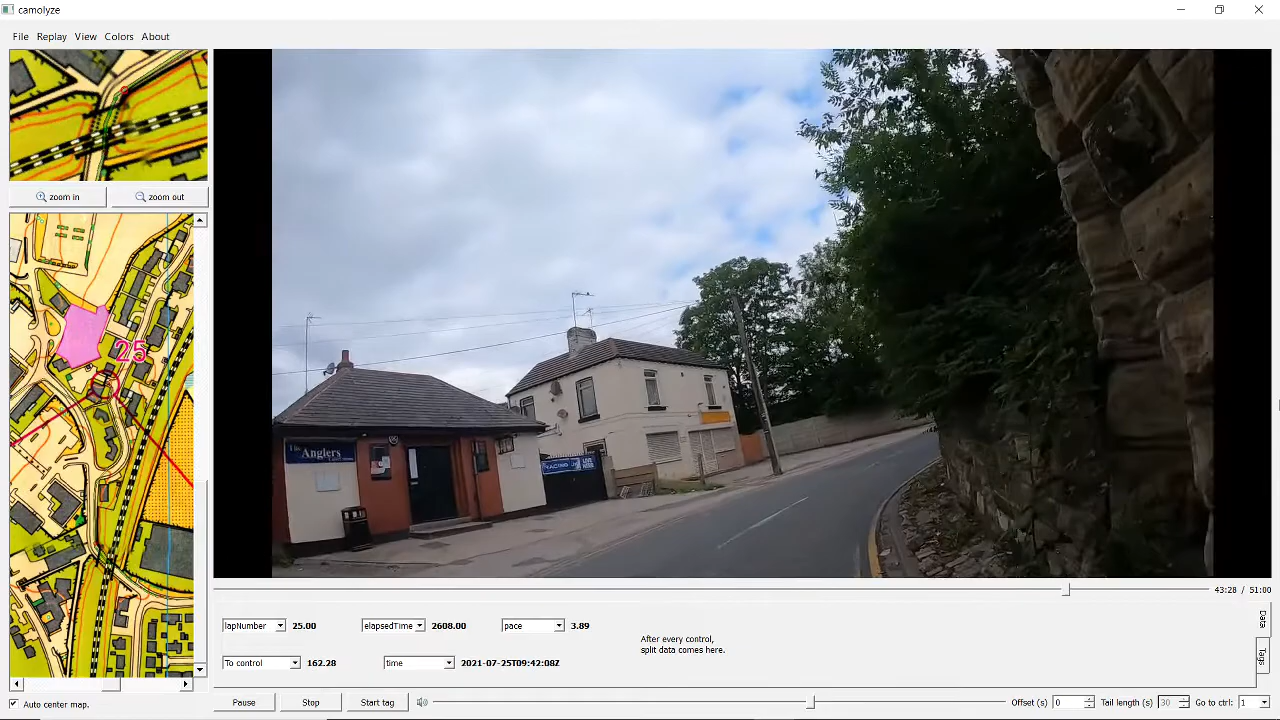 camolyze
File Replay View Colors About
zoom in zoom out
25
The Anglers
RACING LIVE HERE
43:28 / 51:00
lapNumber 25.00 elapsedTime 2608.00 pace 3.89
After every control,
split data comes here.
To control 162.28 time 2021-07-25T09:42:08Z
Data
Tags
Auto center map.
Pause Stop Start tag Offset (s) 0 Tail length (s) 30 Go to ctrl: 1